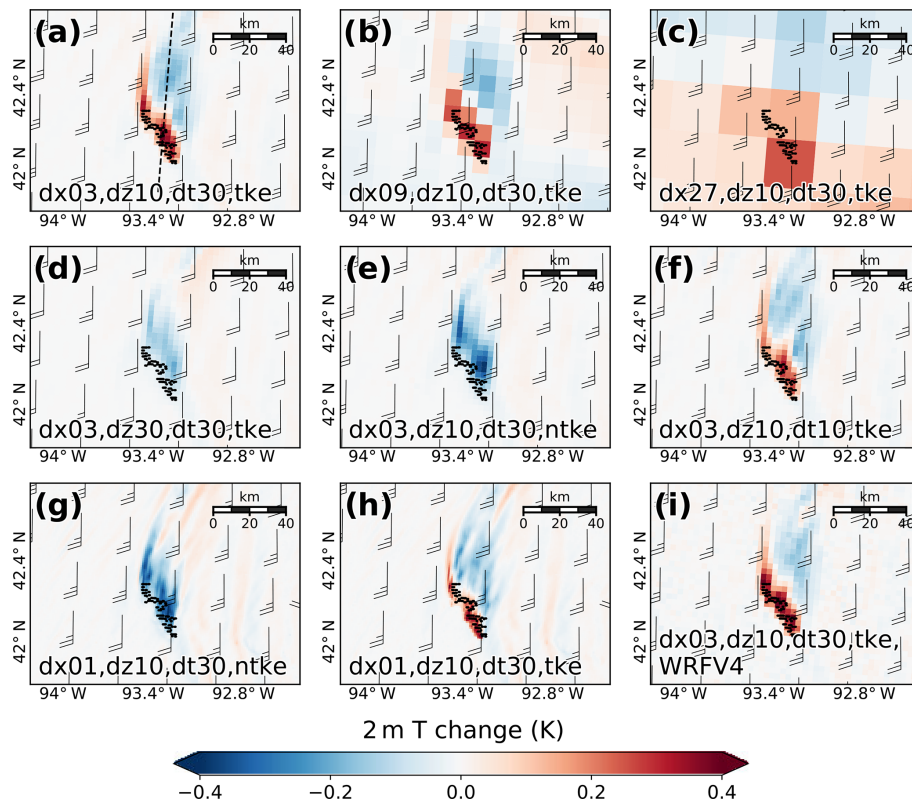 (a)
km
0 20 40
42.4° N
42° N
dx03,dz10,dt30,tke
94° W 93.4° W 92.8° W
(b)
km
0 20 40
42.4° N
42° N
dx09,dz10,dt30,tke
94° W 93.4° W 92.8° W
(c)
km
0 20 40
42.4° N
42° N
dx27,dz10,dt30,tke
94° W 93.4° W 92.8° W
(d)
km
0 20 40
42.4° N
42° N
dx03,dz30,dt30,tke
94° W 93.4° W 92.8° W
(e)
km
0 20 40
42.4° N
42° N
dx03,dz10,dt30,ntke
94° W 93.4° W 92.8° W
(f)
km
0 20 40
42.4° N
42° N
dx03,dz10,dt10,tke
94° W 93.4° W 92.8° W
(g)
km
0 20 40
42.4° N
42° N
dx01,dz10,dt30,ntke
94° W 93.4° W 92.8° W
(h)
km
0 20 40
42.4° N
42° N
dx01,dz10,dt30,tke
94° W 93.4° W 92.8° W
(i)
km
0 20 40
42.4° N
42° N
dx03,dz10,dt30,tke,
WRFV4
94° W 93.4° W 92.8° W
2 m T change (K)
−0.4 −0.2 0.0 0.2 0.4